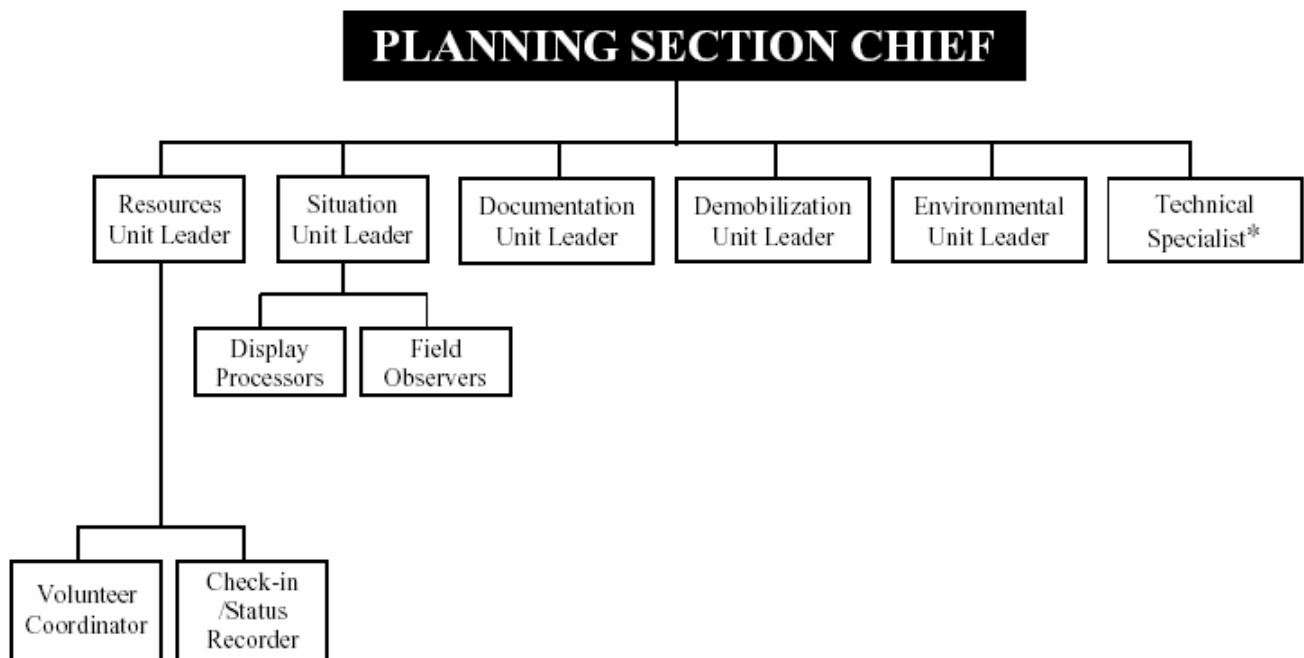 PLANNING SECTION CHIEF
Resources
Unit Leader
Situation
Unit Leader
Documentation
Unit Leader
Demobilization
Unit Leader
Environmental
Unit Leader
Technical
Specialist*
Display
Processors
Field
Observers
Volunteer
Coordinator
Check-in
/Status
Recorder